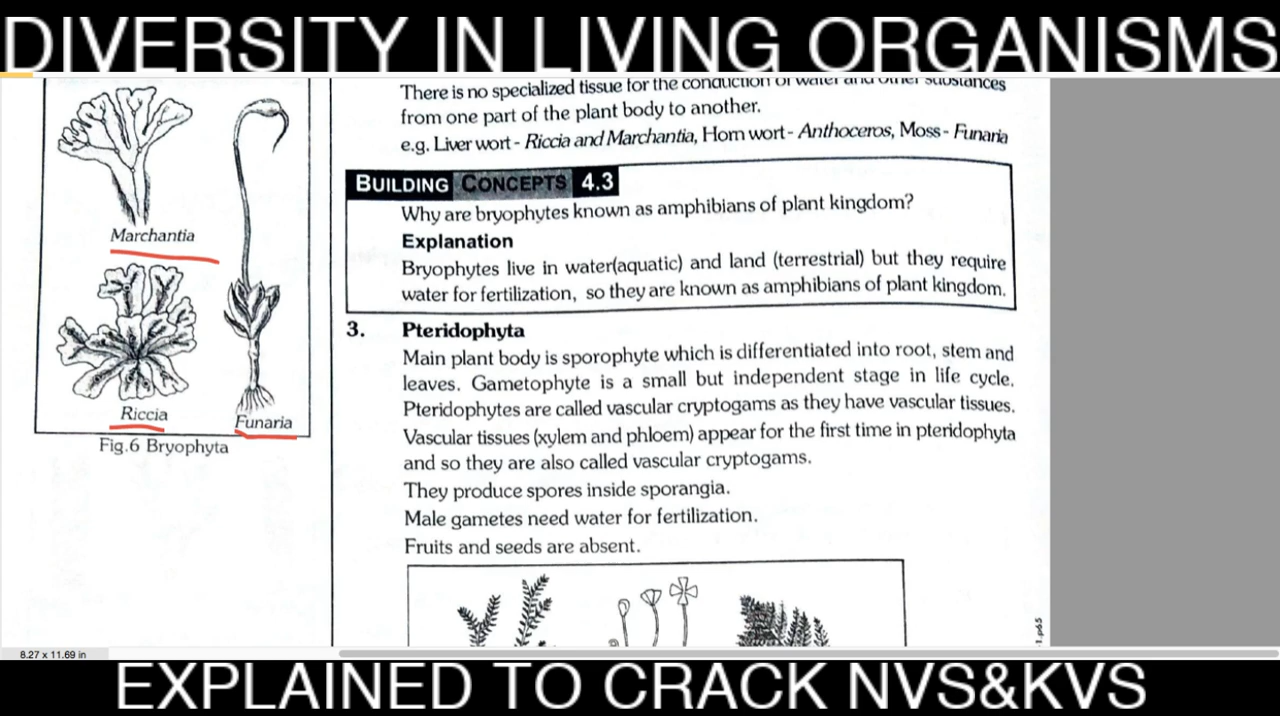 DIVERSITY IN LIVING ORGANISMS
There is no specialized tissue for the conduction of water and other substances
from one part of the plant body to another.
e.g. Liver wort - Riccia and Marchantia, Horn wort - Anthoceros, Moss - Funaria
BUILDING CONCEPTS 4.3
Why are bryophytes known as amphibians of plant kingdom?
Explanation
Bryophytes live in water(aquatic) and land (terrestrial) but they require
water for fertilization, so they are known as amphibians of plant kingdom.
Marchantia
Riccia
Funaria
Fig.6 Bryophyta
3. Pteridophyta
Main plant body is sporophyte which is differentiated into root, stem and
leaves. Gametophyte is a small but independent stage in life cycle.
Pteridophytes are called vascular cryptogams as they have vascular tissues.
Vascular tissues (xylem and phloem) appear for the first time in pteridophyta
and so they are also called vascular cryptogams.
They produce spores inside sporangia.
Male gametes need water for fertilization.
Fruits and seeds are absent.
1.p65
8.27 x 11.69 in
EXPLAINED TO CRACK NVS&KVS